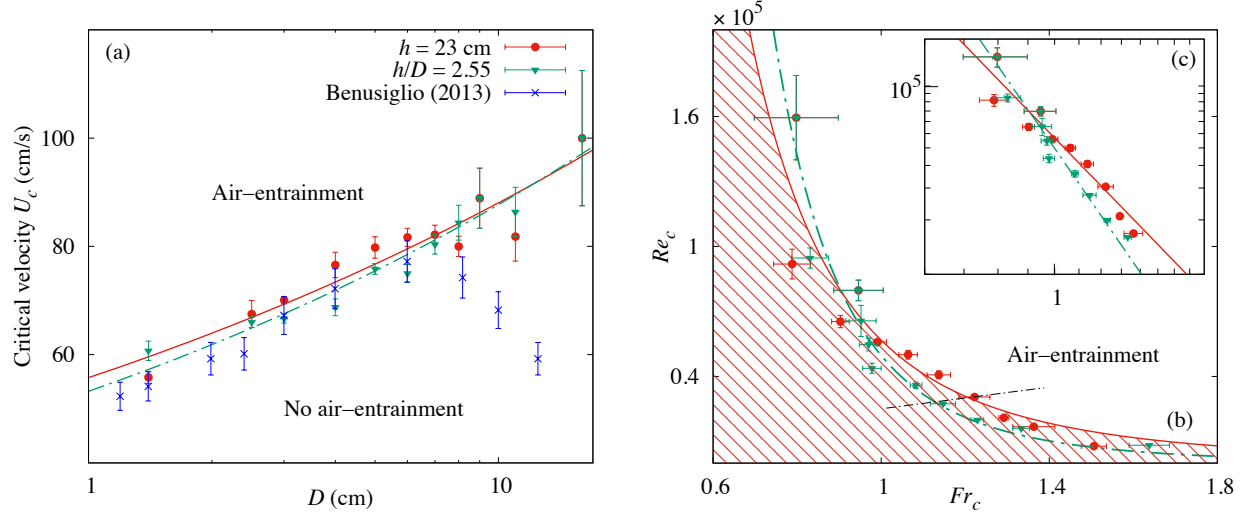 (a)
h = 23 cm
h/D = 2.55
Benusiglio (2013)
Air–entrainment
No air–entrainment
Critical velocity U_c (cm/s)
100
80
60
40
1
10
D (cm)
× 10^5
1.6
1
0.4
Re_c
0.6
1
1.4
1.8
Fr_c
Air–entrainment
(b)
(c)
10^5
1